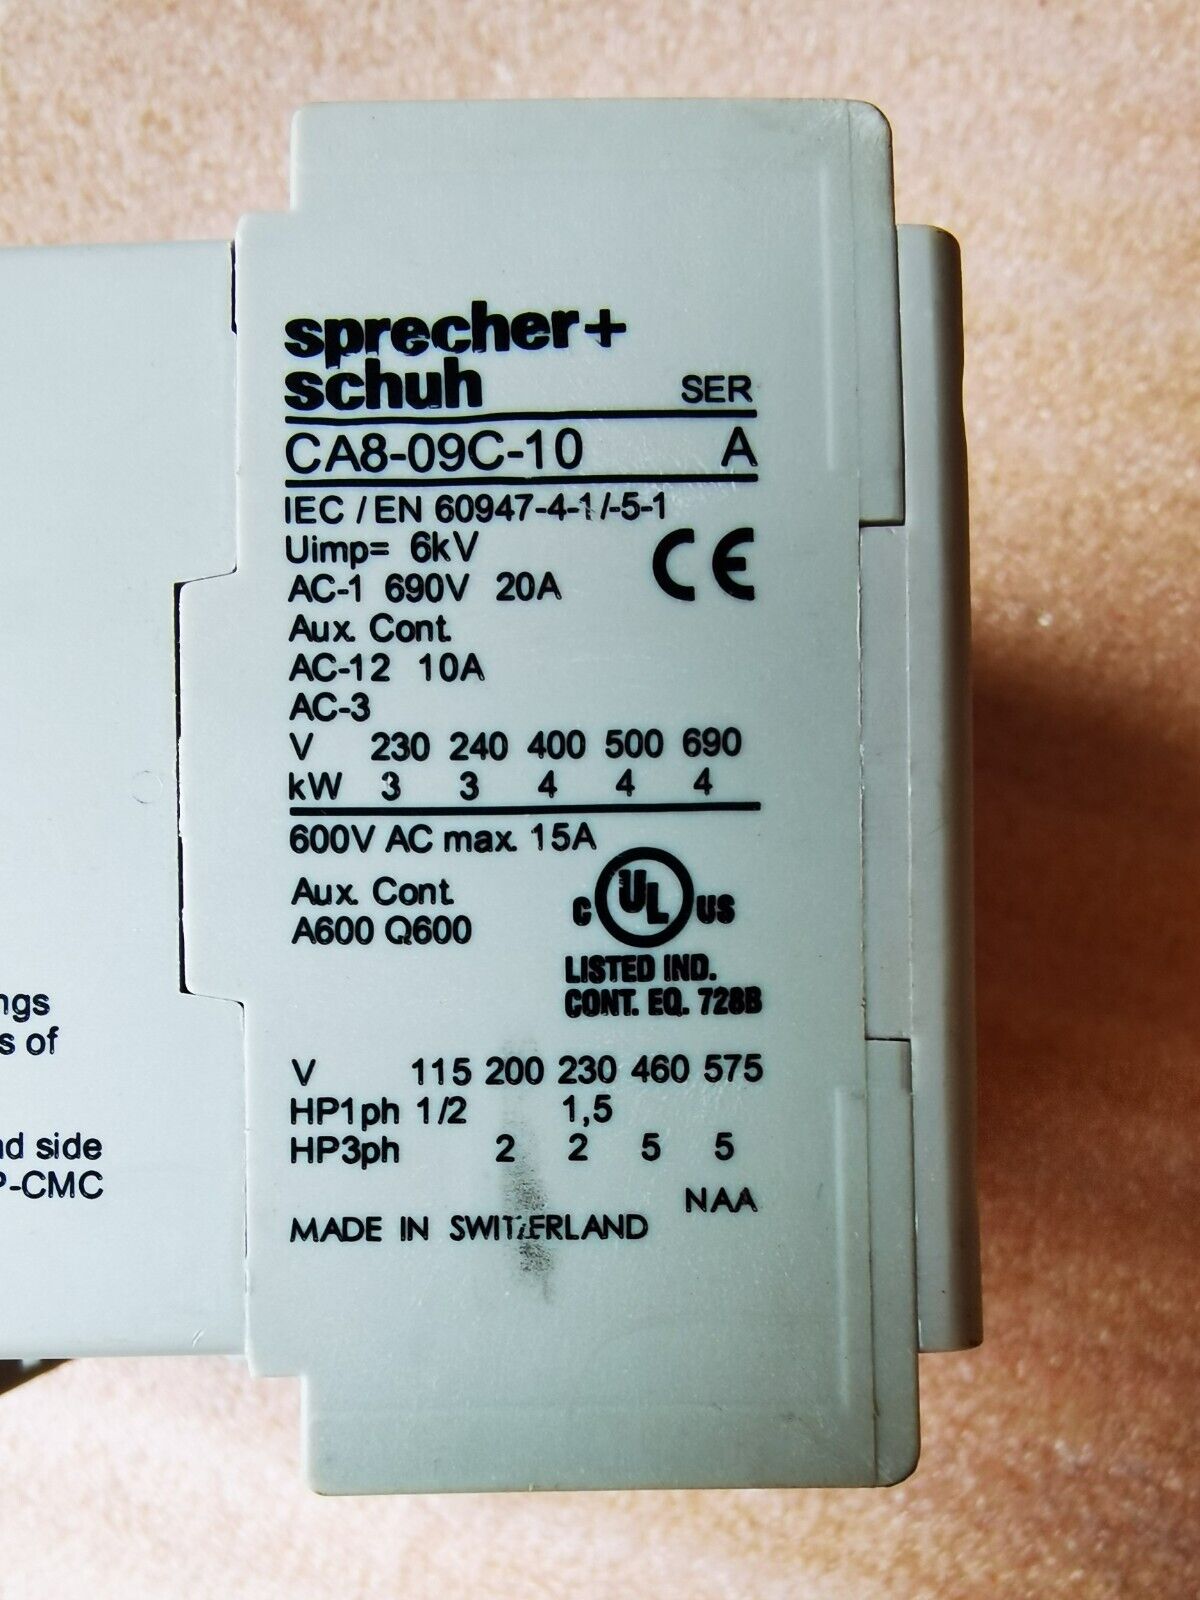 sprecher+
schuh SER
CA8-09C-10 A
IEC / EN 60947-4-1/-5-1
Uimp= 6kV
CE
AC-1 690V 20A
Aux. Cont.
AC-12 10A
AC-3
V 230 240 400 500 690
kW 3 3 4 4 4
600V AC max. 15A
Aux. Cont.
A600 Q600
C UL US
LISTED IND.
CONT. EQ. 728B
V 115 200 230 460 575
HP1ph 1/2 1,5
HP3ph 2 2 5 5
NAA
MADE IN SWITZERLAND
s of
side
P-CMC